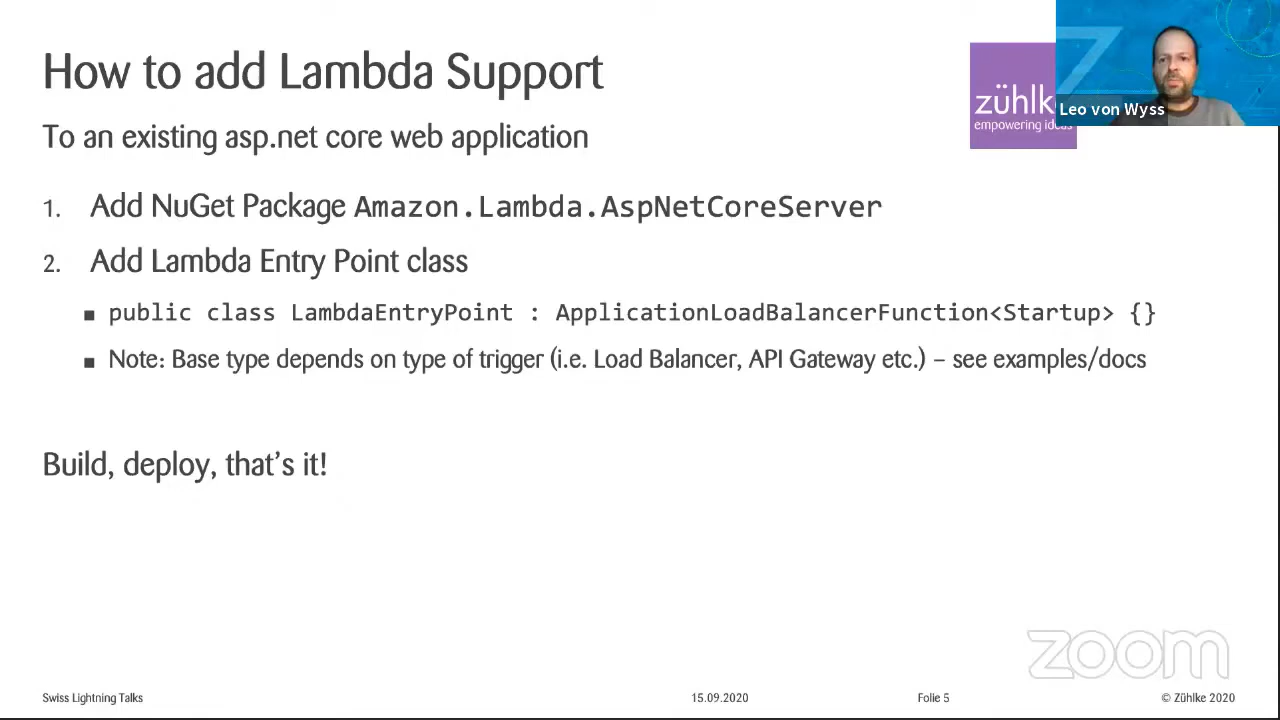 How to add Lambda Support
To an existing asp.net core web application
zühlk
empowering ideas
Leo von Wyss
1. Add NuGet Package Amazon.Lambda.AspNetCoreServer
2. Add Lambda Entry Point class
▪ public class LambdaEntryPoint : ApplicationLoadBalancerFunction<Startup> {}
▪ Note: Base type depends on type of trigger (i.e. Load Balancer, API Gateway etc.) – see examples/docs
Build, deploy, that’s it!
zoom
Swiss Lightning Talks
15.09.2020
Folie 5
© Zühlke 2020